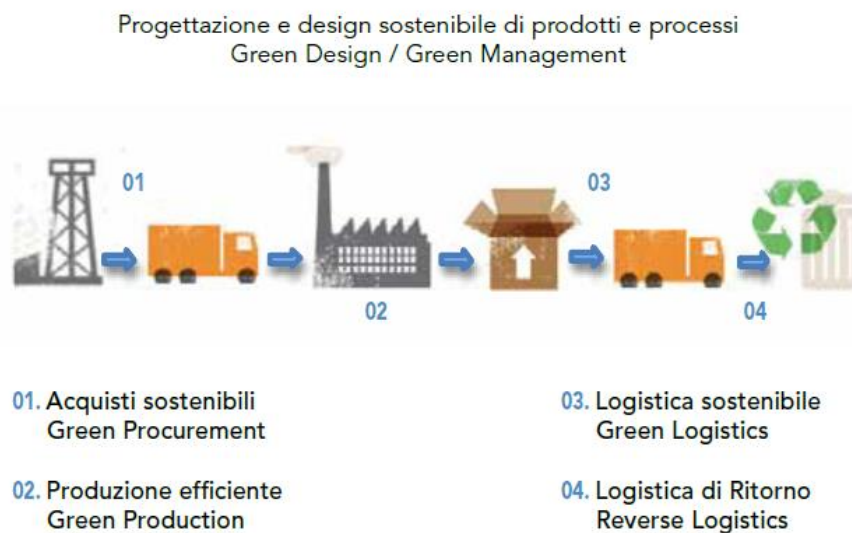 Progettazione e design sostenibile di prodotti e processi
Green Design / Green Management
01
03
02
04
01. Acquisti sostenibili
Green Procurement
02. Produzione efficiente
Green Production
03. Logistica sostenibile
Green Logistics
04. Logistica di Ritorno
Reverse Logistics